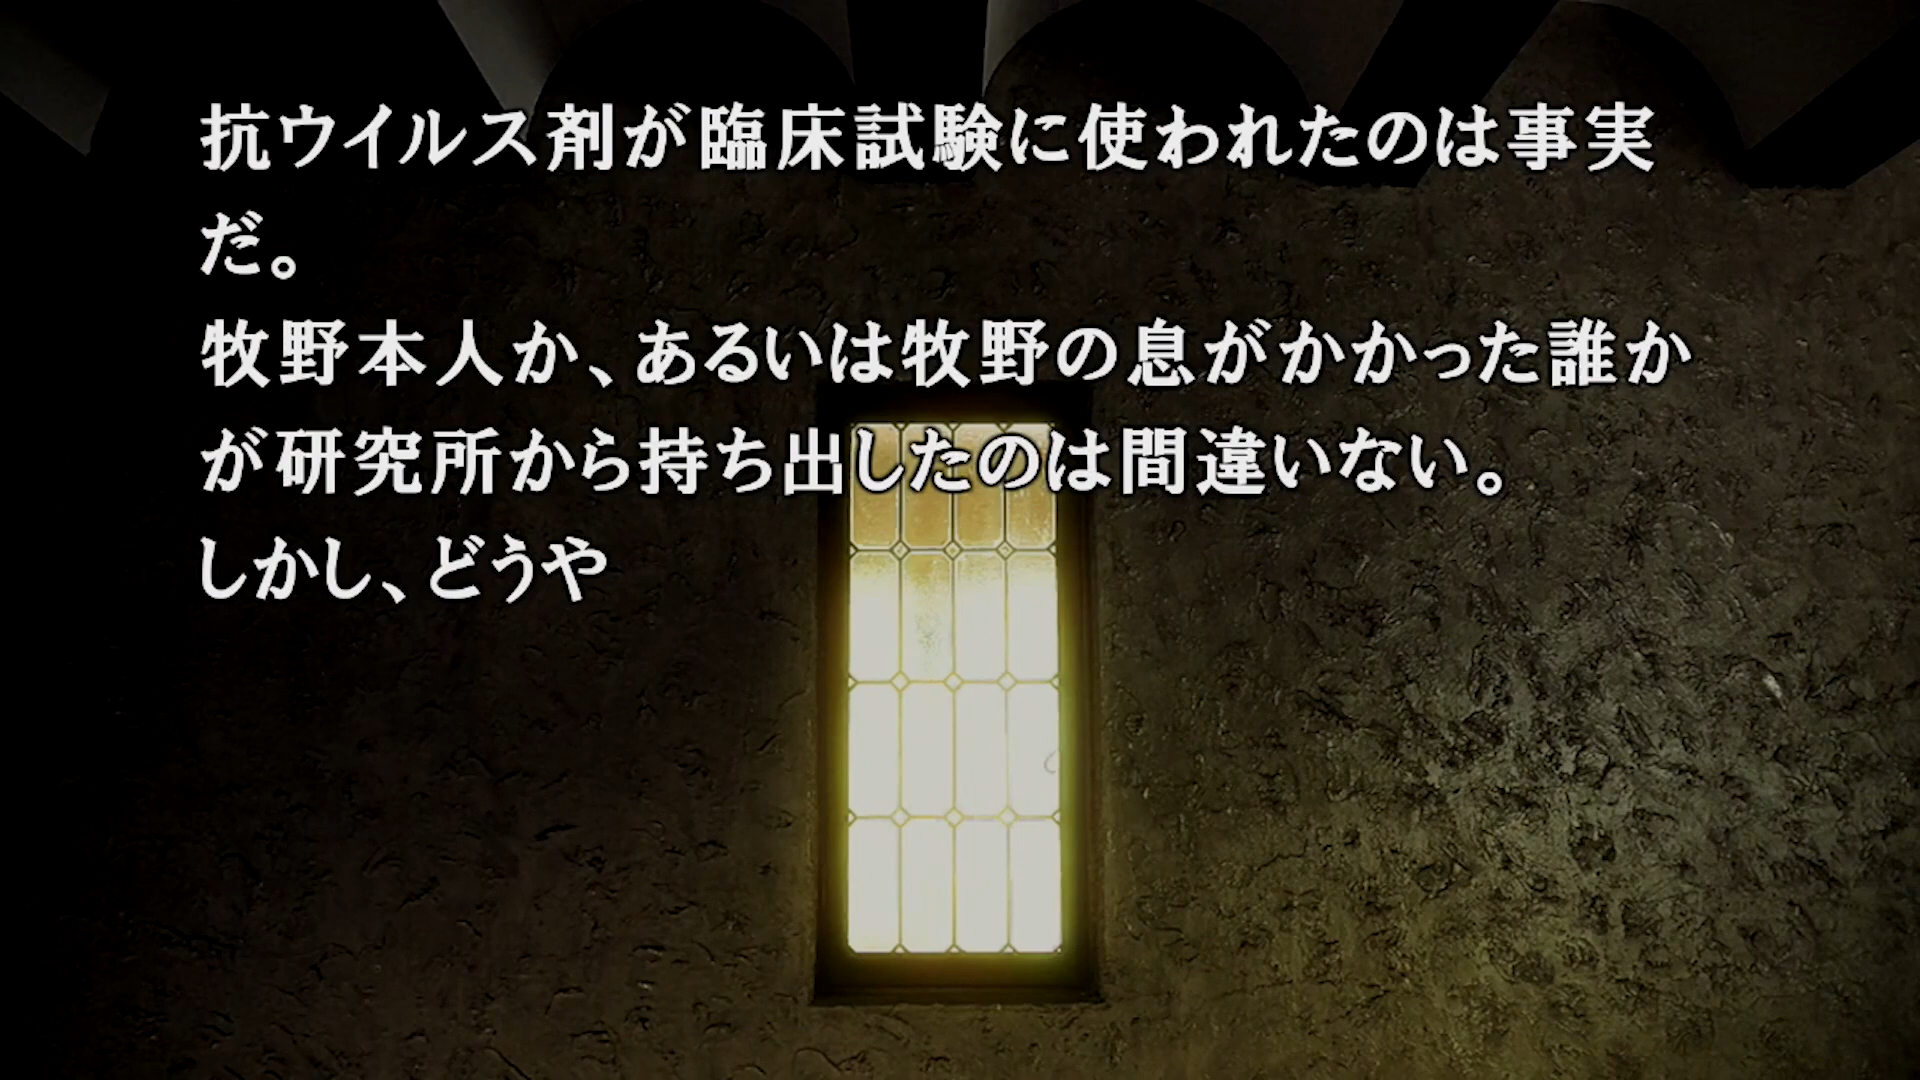 抗ウイルス剤が臨床試験に使われたのは事実
だ。
牧野本人か、あるいは牧野の息がかかった誰か
が研究所から持ち出したのは間違いない。
しかし、どうや